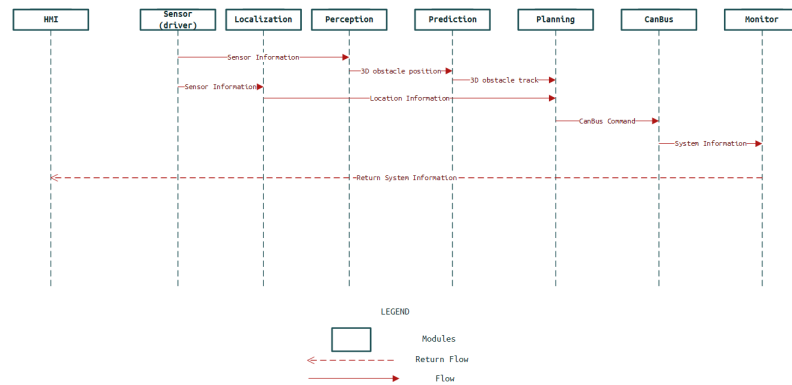 HMI
Sensor
(driver)
Localization
Perception
Prediction
Planning
CanBus
Monitor
Sensor Information
3D obstacle position
3D obstacle track
Sensor Information
Location Information
CanBus Command
System Information
Return System Information
LEGEND
Modules
Return Flow
Flow